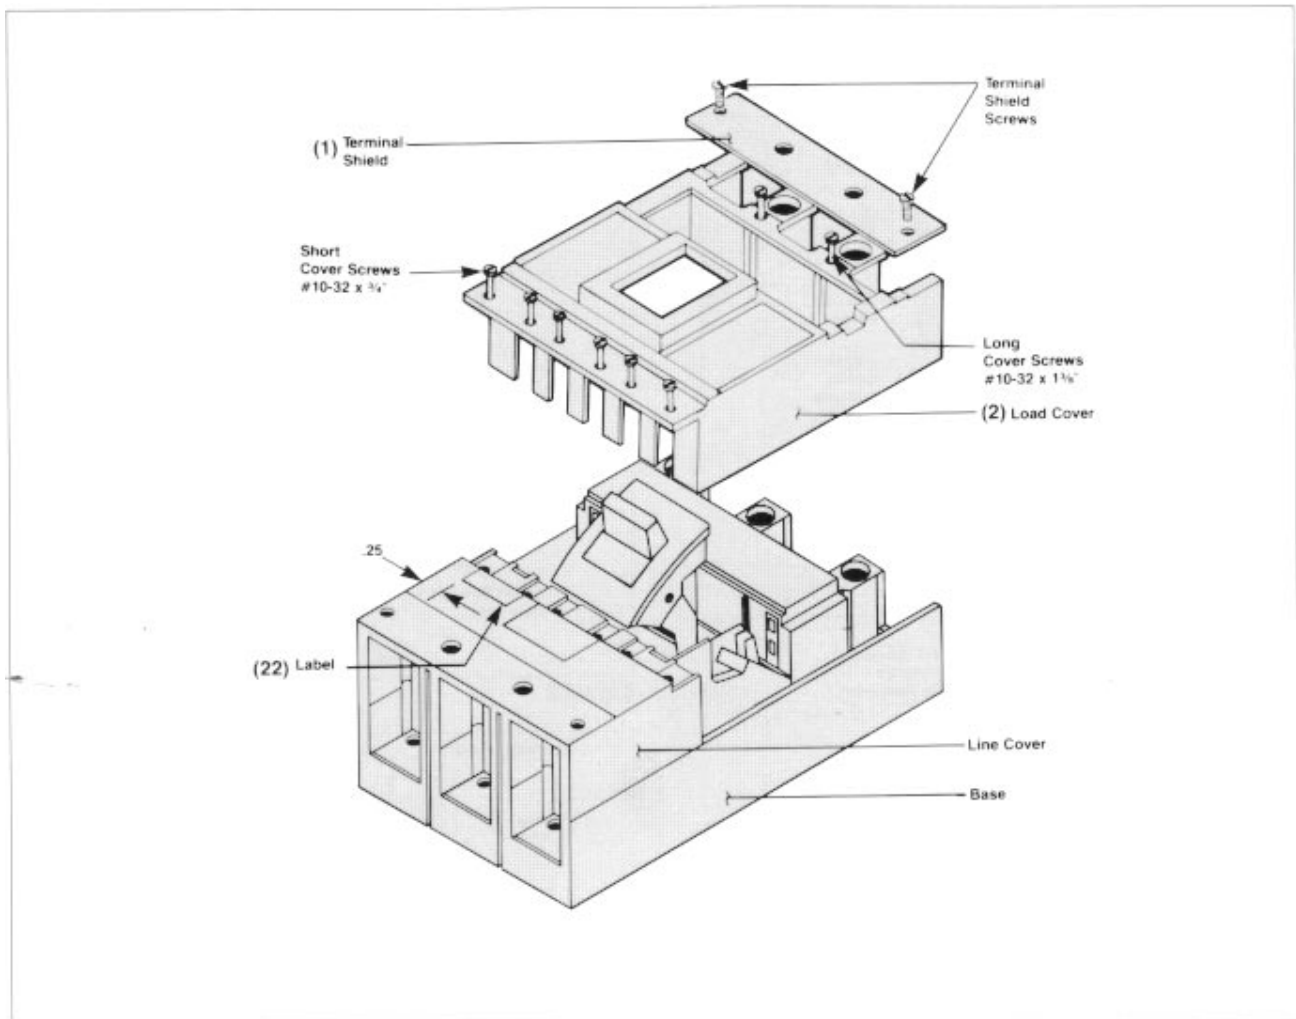 Terminal
Shield
Screws
(1) Terminal
Shield
Short
Cover Screws
#10-32 x ¾"
Long
Cover Screws
#10-32 x 1⅜"
(2) Load Cover
.25
(22) Label
Line Cover
Base